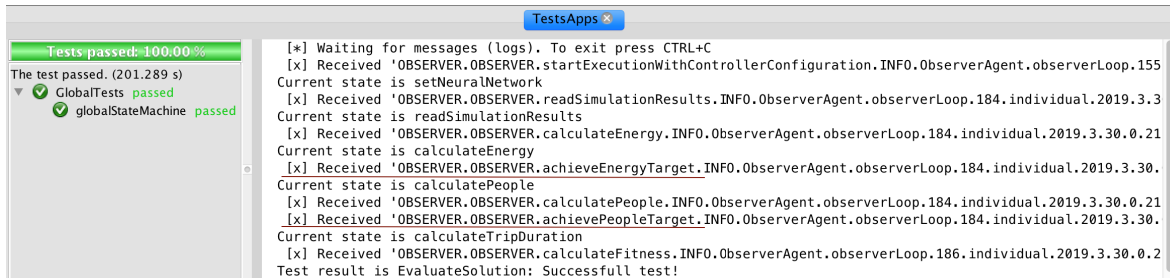 TestsApps
Tests passed: 100.00 %
The test passed. (201.289 s)
GlobalTests passed
globalStateMachine passed
[*] Waiting for messages (logs). To exit press CTRL+C
[x] Received 'OBSERVER.OBSERVER.startExecutionWithControllerConfiguration.INFO.ObserverAgent.observerLoop.155
Current state is setNeuralNetwork
[x] Received 'OBSERVER.OBSERVER.readSimulationResults.INFO.ObserverAgent.observerLoop.184.individual.2019.3.3
Current state is readSimulationResults
[x] Received 'OBSERVER.OBSERVER.calculateEnergy.INFO.ObserverAgent.observerLoop.184.individual.2019.3.30.0.21
Current state is calculateEnergy
[x] Received 'OBSERVER.OBSERVER.achieveEnergyTarget.INFO.ObserverAgent.observerLoop.184.individual.2019.3.30.
Current state is calculatePeople
[x] Received 'OBSERVER.OBSERVER.calculatePeople.INFO.ObserverAgent.observerLoop.184.individual.2019.3.30.0.21
[x] Received 'OBSERVER.OBSERVER.achievePeopleTarget.INFO.ObserverAgent.observerLoop.184.individual.2019.3.30.
Current state is calculateTripDuration
[x] Received 'OBSERVER.OBSERVER.calculateFitness.INFO.ObserverAgent.observerLoop.186.individual.2019.3.30.0.2
Test result is EvaluateSolution: Successfull test!